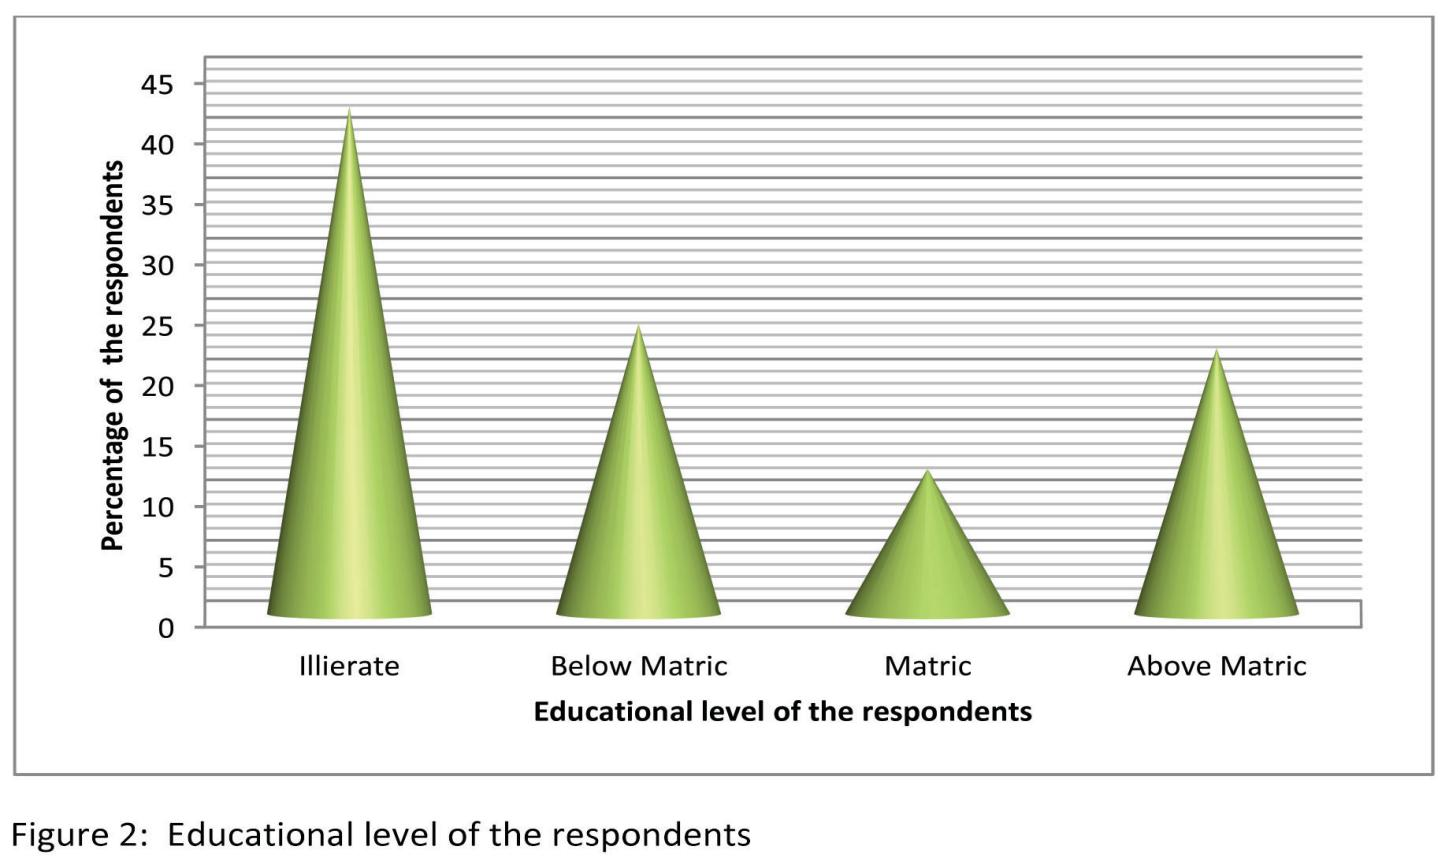 45
40
35
30
25
20
15
10
5
0
Percentage of the respondents
Illierate Below Matric Matric Above Matric
Educational level of the respondents
Figure 2: Educational level of the respondents